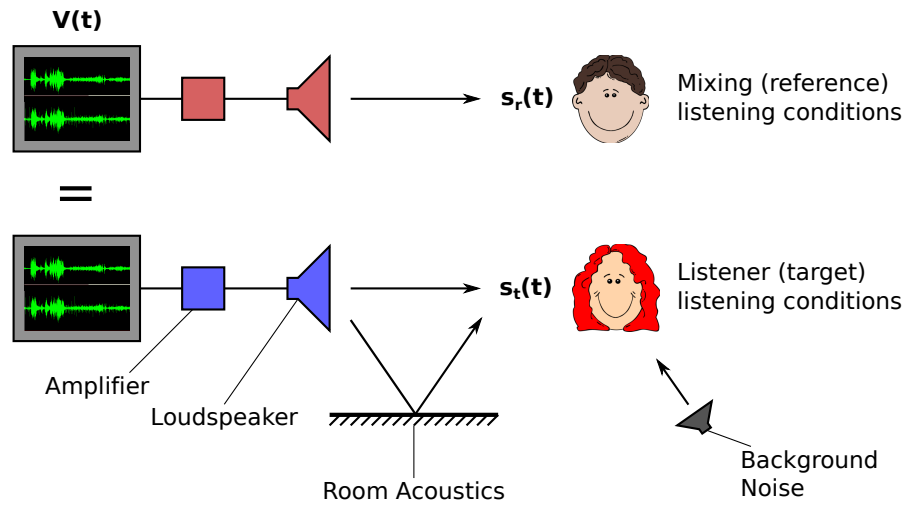 V(t)
sr(t)
Mixing (reference)
listening conditions
=
st(t)
Listener (target)
listening conditions
Amplifier
Loudspeaker
Room Acoustics
Background
Noise